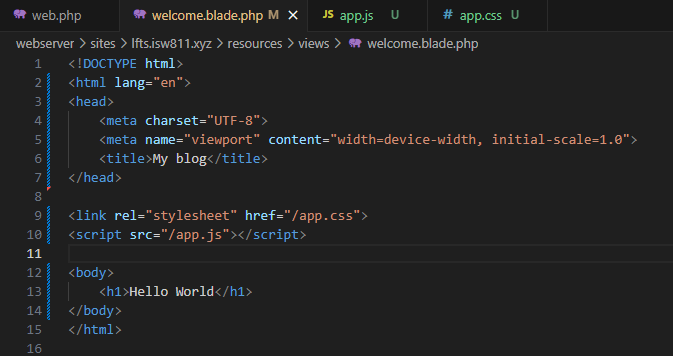 web.php welcome.blade.php M × JS app.js U # app.css U
webserver > sites > lfts.isw811.xyz > resources > views > welcome.blade.php
1 <!DOCTYPE html>
2 <html lang="en">
3 <head>
4     <meta charset="UTF-8">
5     <meta name="viewport" content="width=device-width, initial-scale=1.0">
6     <title>My blog</title>
7 </head>
8
9 <link rel="stylesheet" href="/app.css">
10 <script src="/app.js"></script>
11
12 <body>
13     <h1>Hello World</h1>
14 </body>
15 </html>
16